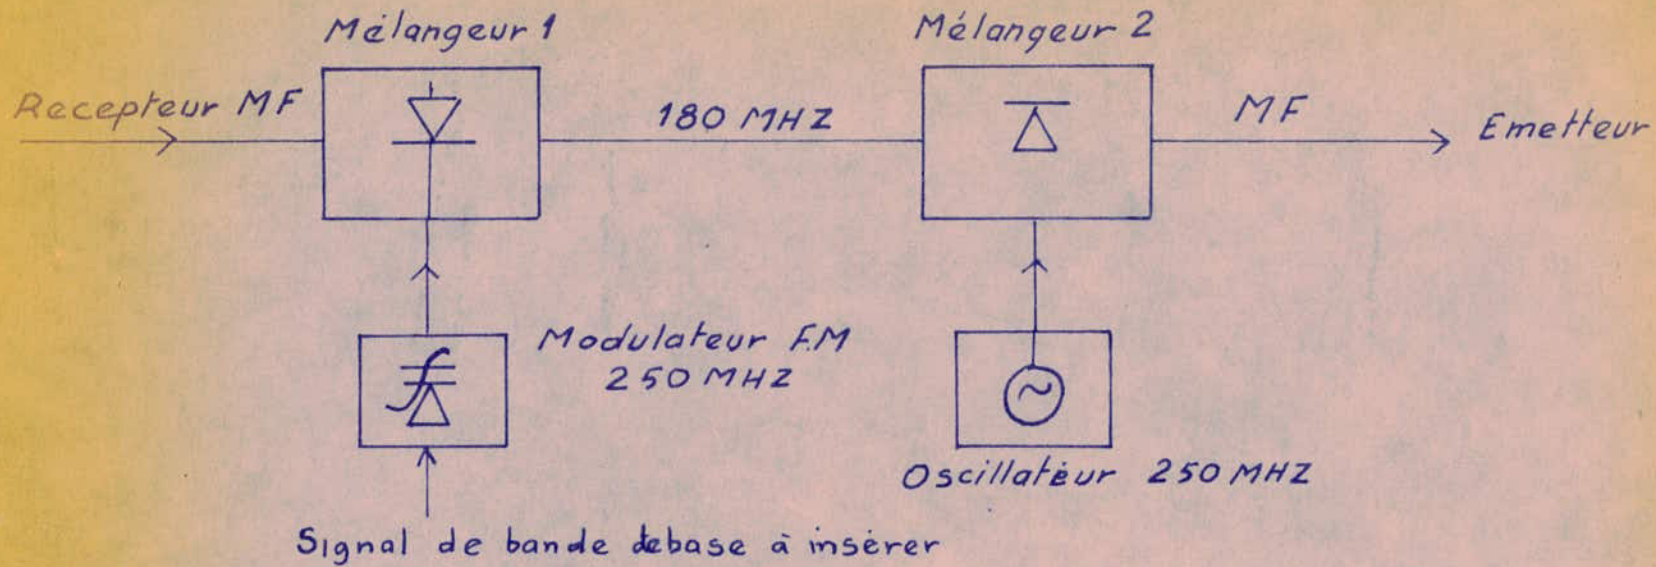 Mélangeur 1
Mélangeur 2
Recepteur MF
180 MHZ
MF
Emetteur
Modulateur F.M
250 MHZ
Oscillatéur 250 MHZ
Signal de bande debase à insérer